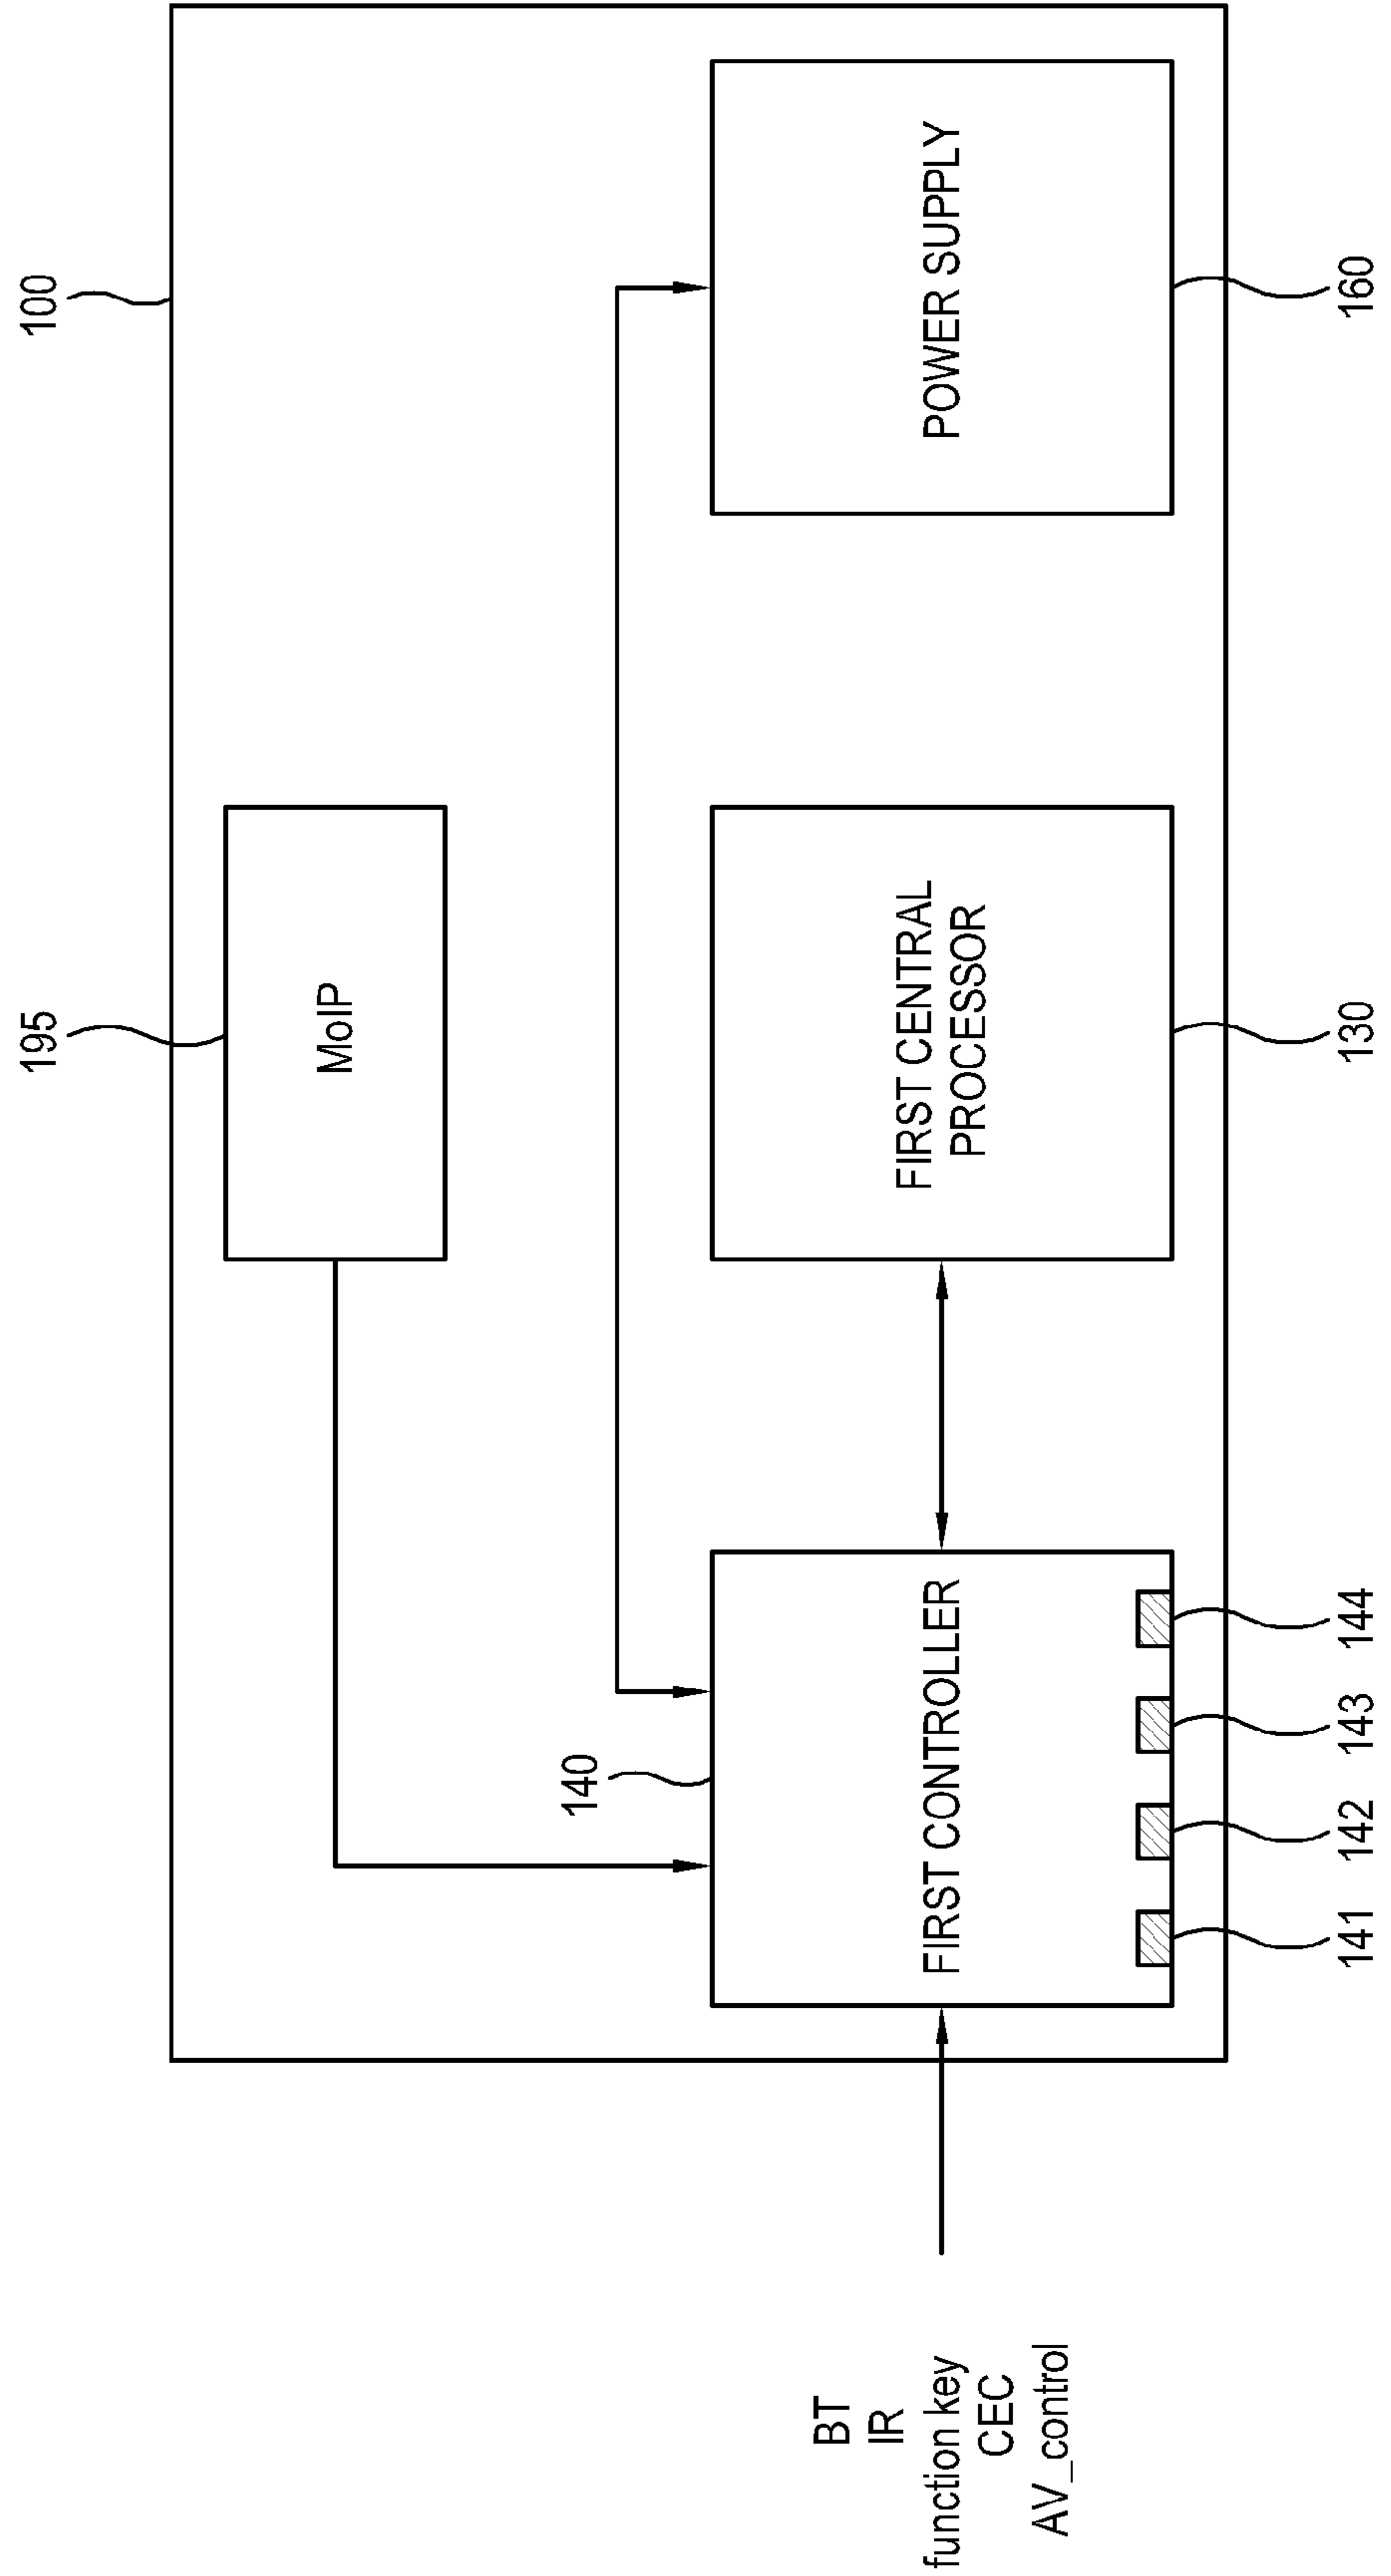 100
195
MoIP
140
BT
IR
function key
CEC
AV_control
FIRST CONTROLLER
FIRST CENTRAL
PROCESSOR
POWER SUPPLY
141
142
143
144
130
160